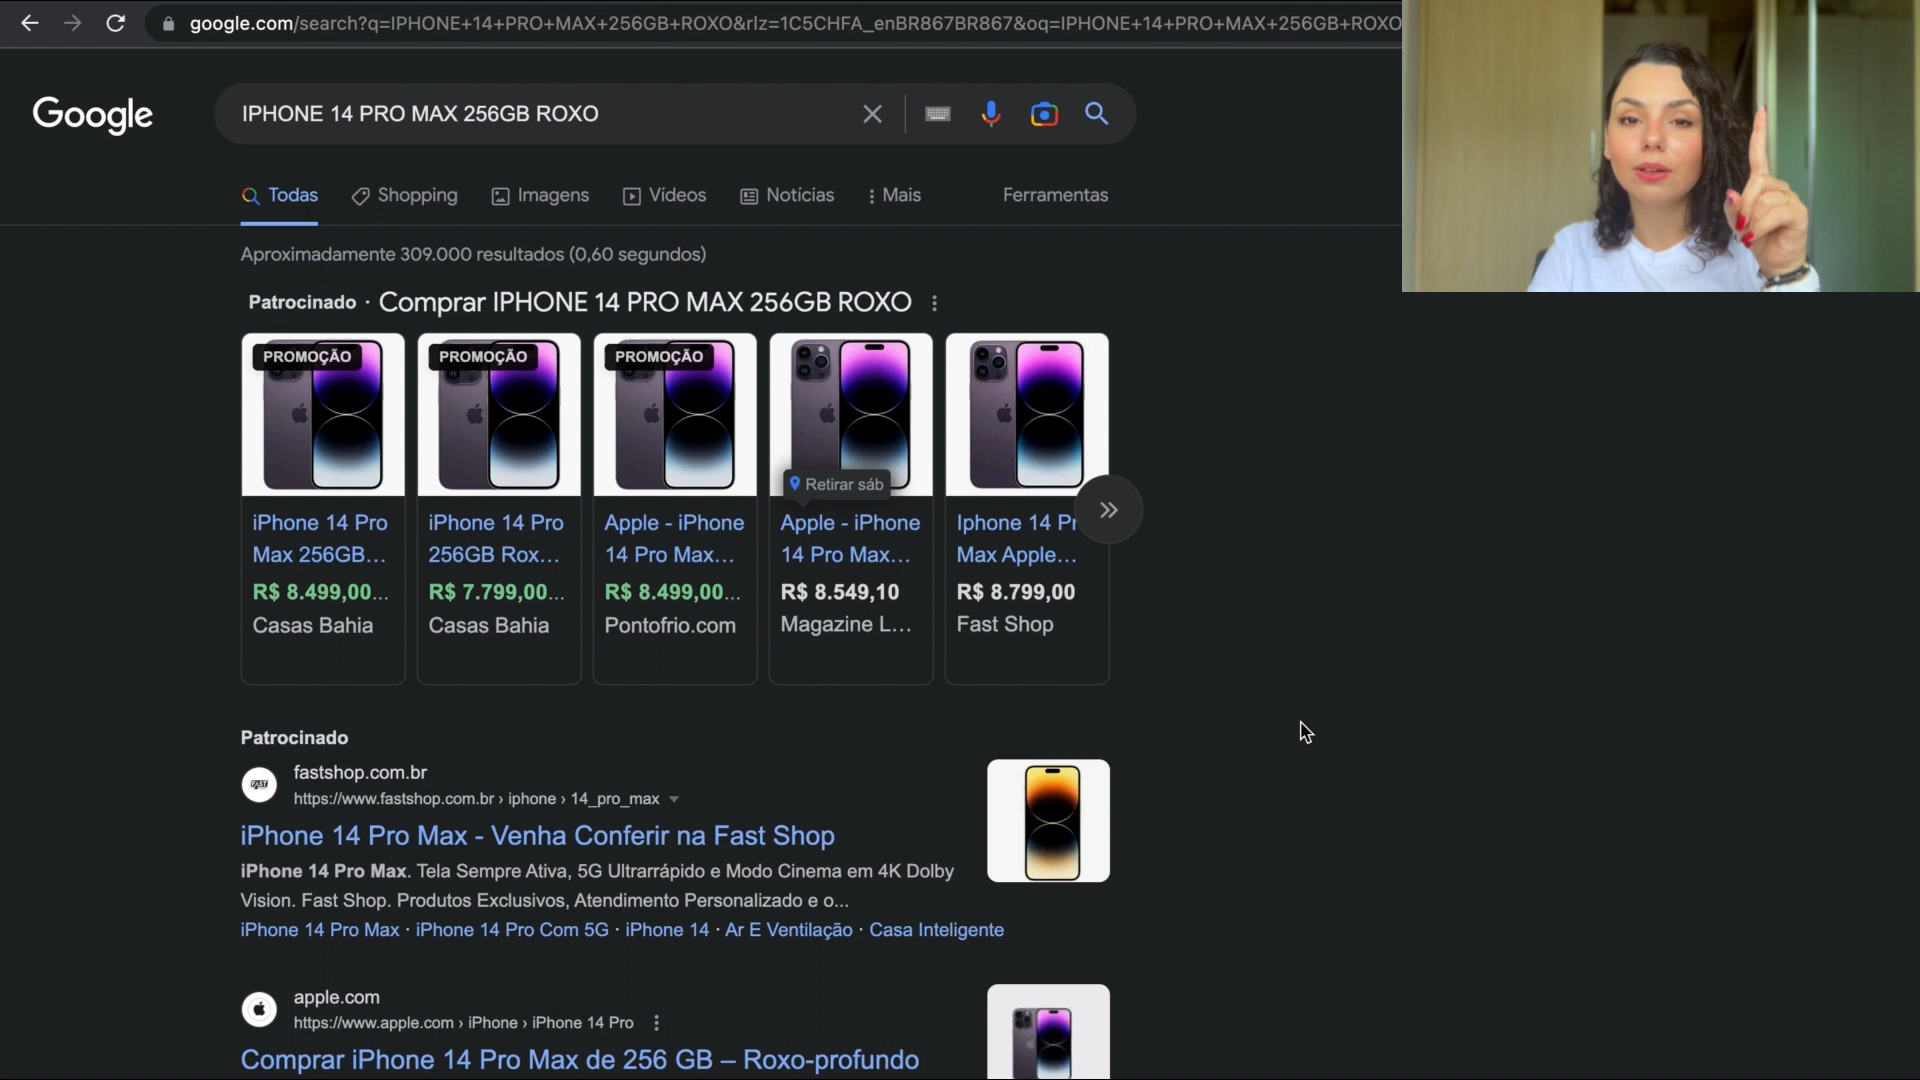 google.com/search?q=IPHONE+14+PRO+MAX+256GB+ROXO&rlz=1C5CHFA_enBR867BR867&oq=IPHONE+14+PRO+MAX+256GB+ROXO
Google
IPHONE 14 PRO MAX 256GB ROXO
Todas Shopping Imagens Vídeos Notícias Mais Ferramentas
Aproximadamente 309.000 resultados (0,60 segundos)
Patrocinado · Comprar IPHONE 14 PRO MAX 256GB ROXO
PROMOÇÃO PROMOÇÃO PROMOÇÃO
Retirar sáb
iPhone 14 Pro
Max 256GB...
R$ 8.499,00...
Casas Bahia
iPhone 14 Pro
256GB Rox...
R$ 7.799,00...
Casas Bahia
Apple - iPhone
14 Pro Max...
R$ 8.499,00...
Pontofrio.com
Apple - iPhone
14 Pro Max...
R$ 8.549,10
Magazine L...
Iphone 14 Pr
Max Apple...
R$ 8.799,00
Fast Shop
Patrocinado
FAST
fastshop.com.br
https://www.fastshop.com.br › iphone › 14_pro_max
iPhone 14 Pro Max - Venha Conferir na Fast Shop
iPhone 14 Pro Max. Tela Sempre Ativa, 5G Ultrarrápido e Modo Cinema em 4K Dolby
Vision. Fast Shop. Produtos Exclusivos, Atendimento Personalizado e o...
iPhone 14 Pro Max · iPhone 14 Pro Com 5G · iPhone 14 · Ar E Ventilação · Casa Inteligente
apple.com
https://www.apple.com › iPhone › iPhone 14 Pro
Comprar iPhone 14 Pro Max de 256 GB – Roxo-profundo